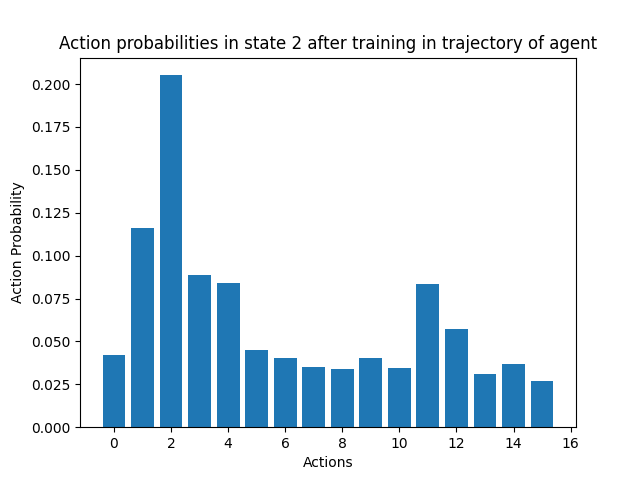 Action probabilities in state 2 after training in trajectory of agent
Action Probability
0.200
0.175
0.150
0.125
0.100
0.075
0.050
0.025
0.000
0 2 4 6 8 10 12 14 16
Actions